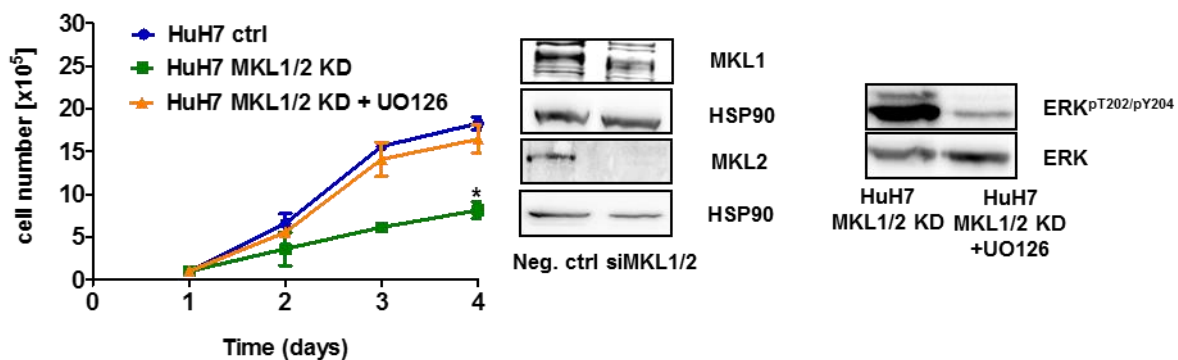 HuH7 ctrl
HuH7 MKL1/2 KD
HuH7 MKL1/2 KD + UO126
cell number [x10⁵]
30
25
20
15
10
5
0
0 1 2 3 4
*
Time (days)
MKL1
HSP90
MKL2
HSP90
Neg. ctrl siMKL1/2
ERKpT202/pY204
ERK
HuH7
MKL1/2 KD
HuH7
MKL1/2 KD
+UO126